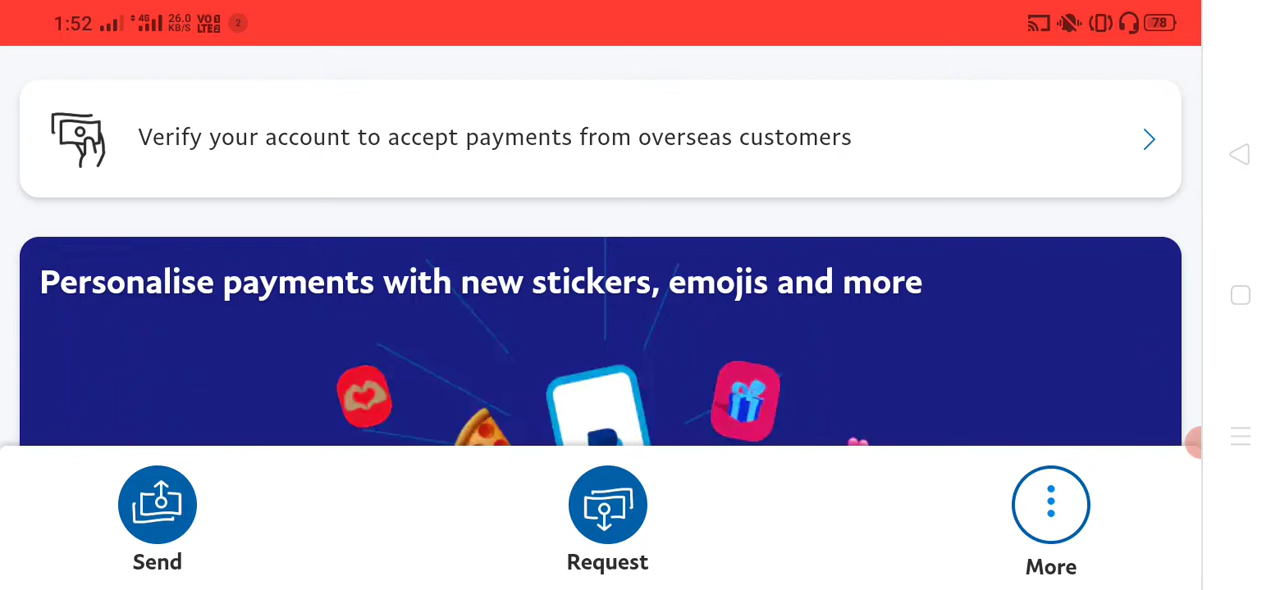 1:52 4G 26.0 KB/S VO LTE 2 78
Verify your account to accept payments from overseas customers
Personalise payments with new stickers, emojis and more
Send
Request
More